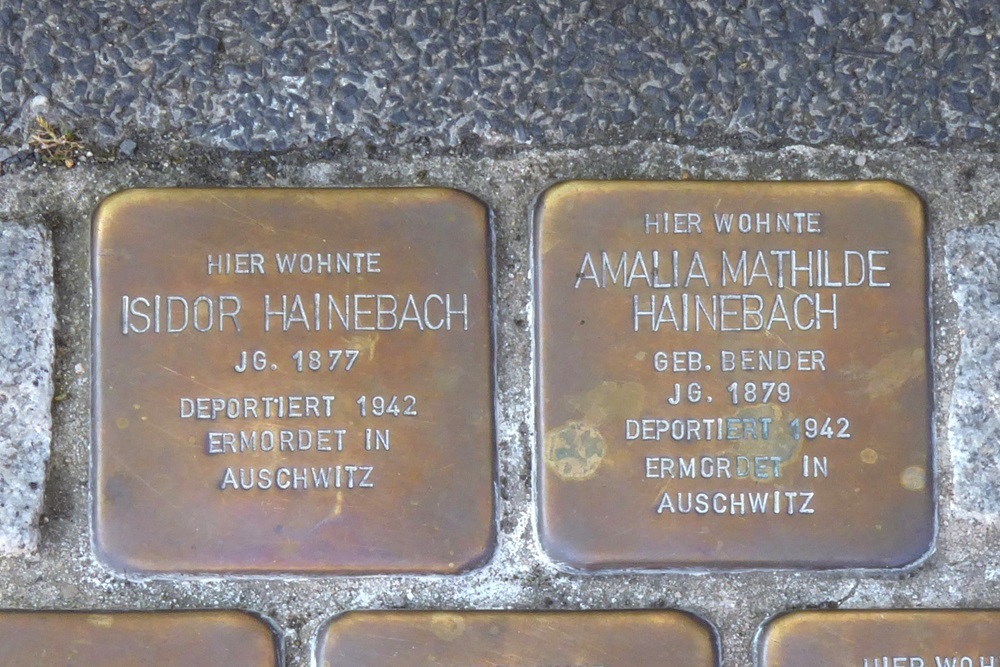 HIER WOHNTE
ISIDOR HAINEBACH
JG. 1877
DEPORTIERT 1942
ERMORDET IN
AUSCHWITZ
HIER WOHNTE
AMALIA MATHILDE
HAINEBACH
GEB. BENDER
JG. 1879
DEPORTIERT 1942
ERMORDET IN
AUSCHWITZ
HIER